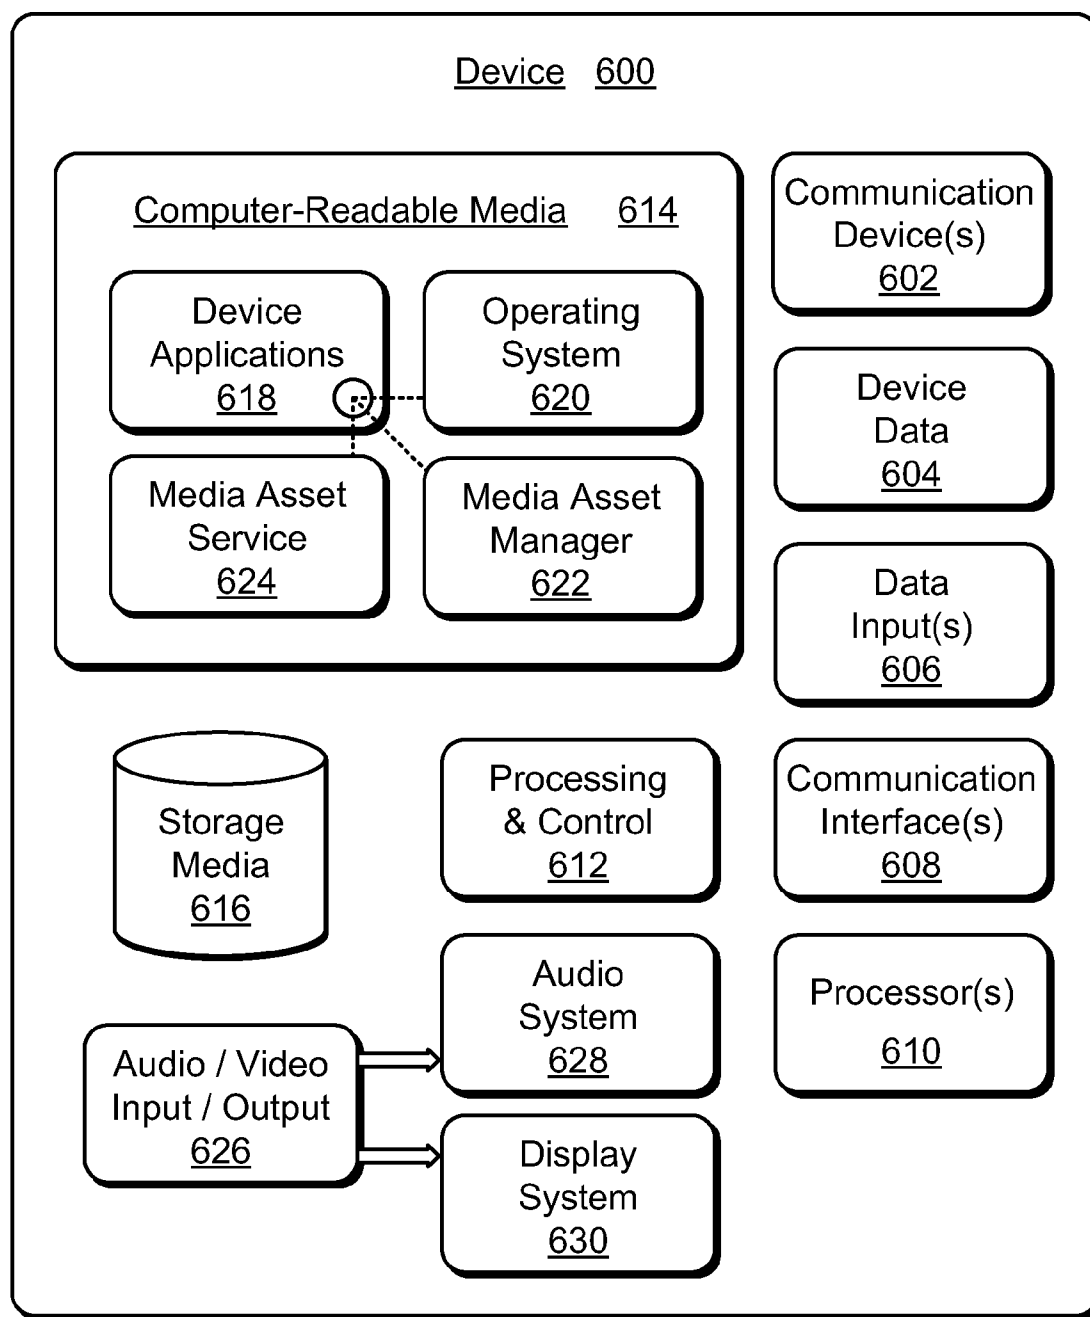 Device 600
Computer-Readable Media 614
Device
Applications
618
Operating
System
620
Media Asset
Service
624
Media Asset
Manager
622
Communication
Device(s)
602
Device
Data
604
Data
Input(s)
606
Storage
Media
616
Processing
& Control
612
Communication
Interface(s)
608
Audio / Video
Input / Output
626
Audio
System
628
Display
System
630
Processor(s)
610